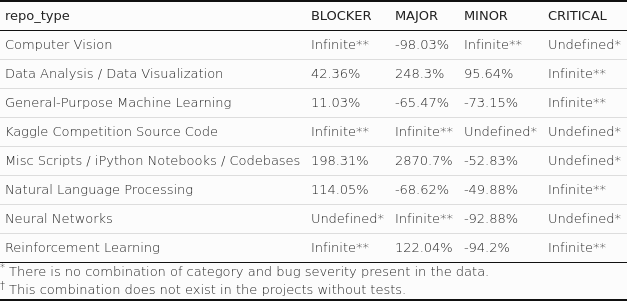 repo_type BLOCKER MAJOR MINOR CRITICAL
Computer Vision Infinite** -98.03% Infinite** Undefined*
Data Analysis / Data Visualization 42.36% 248.3% 95.64% Infinite**
General-Purpose Machine Learning 11.03% -65.47% -73.15% Infinite**
Kaggle Competition Source Code Infinite** Infinite** Undefined* Undefined*
Misc Scripts / iPython Notebooks / Codebases 198.31% 2870.7% -52.83% Undefined*
Natural Language Processing 114.05% -68.62% -49.88% Infinite**
Neural Networks Undefined* Infinite** -92.88% Undefined*
Reinforcement Learning Infinite** 122.04% -94.2% Infinite**
* There is no combination of category and bug severity present in the data.
† This combination does not exist in the projects without tests.